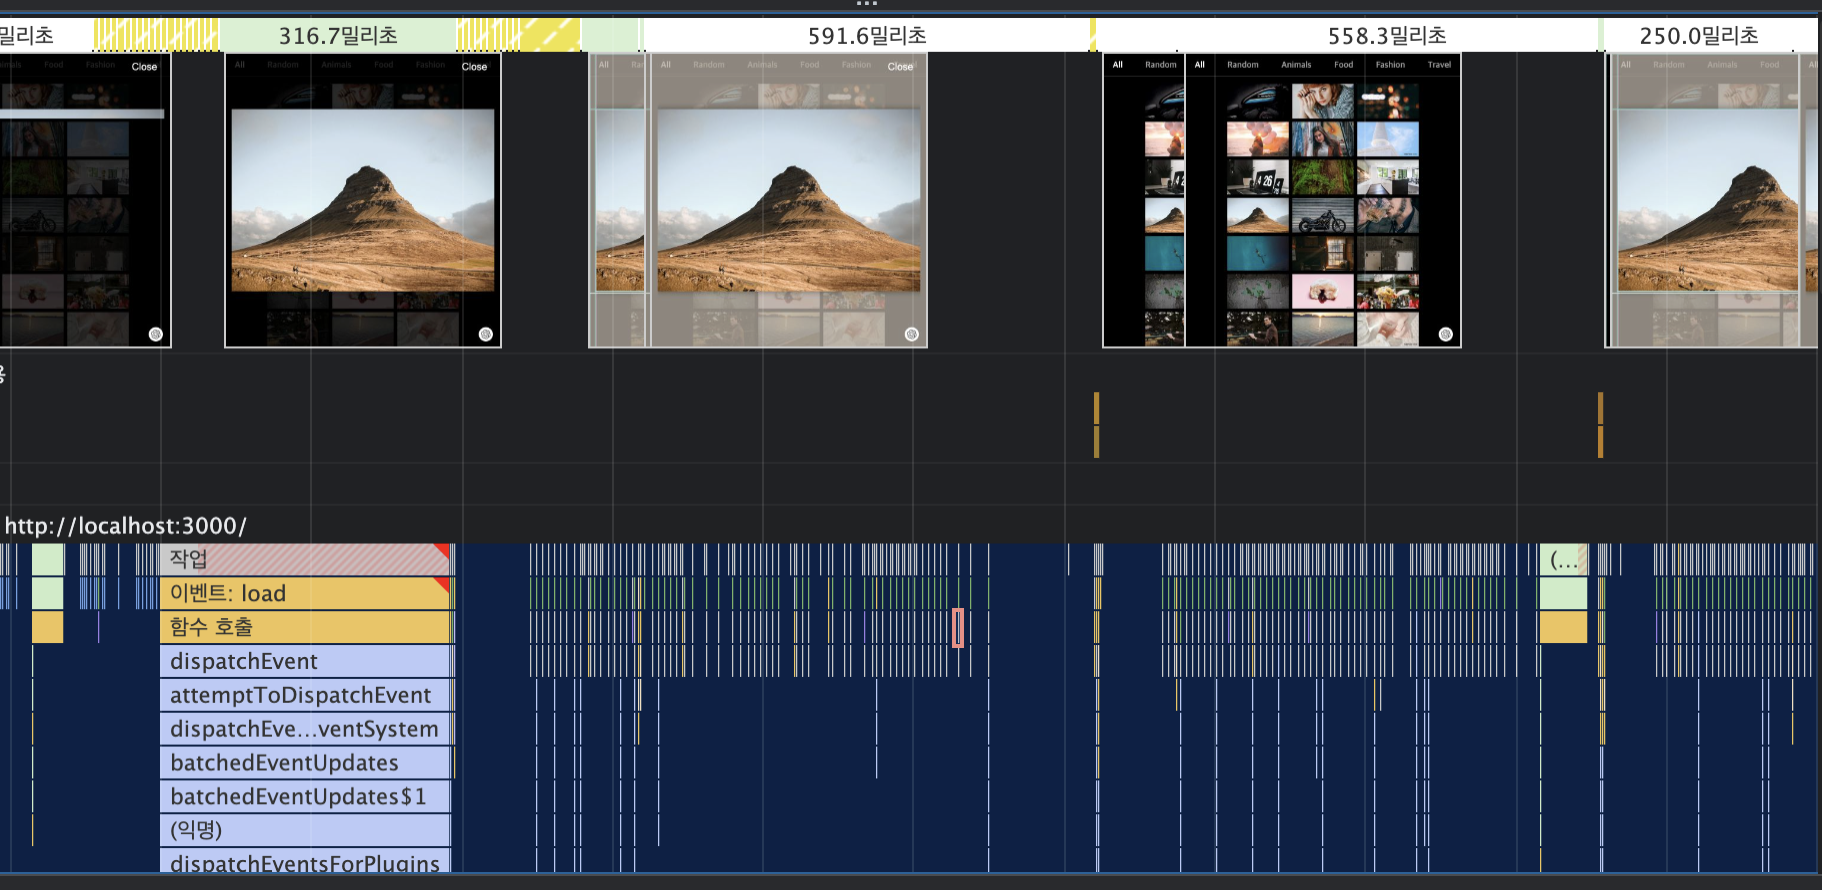 밀리초 316.7밀리초 591.6밀리초 558.3밀리초 250.0밀리초
Food Fashion Close
All Random Animals Food Fashion Close
All
All Random Animals Food Fashion Close
All Random
All Random Animals Food Fashion Travel
All Random Animals Food
http://localhost:3000/
작업
(...
이벤트: load
함수 호출
dispatchEvent
attemptToDispatchEvent
dispatchEve...ventSystem
batchedEventUpdates
batchedEventUpdates$1
(익명)
dispatchEventsForPlugins